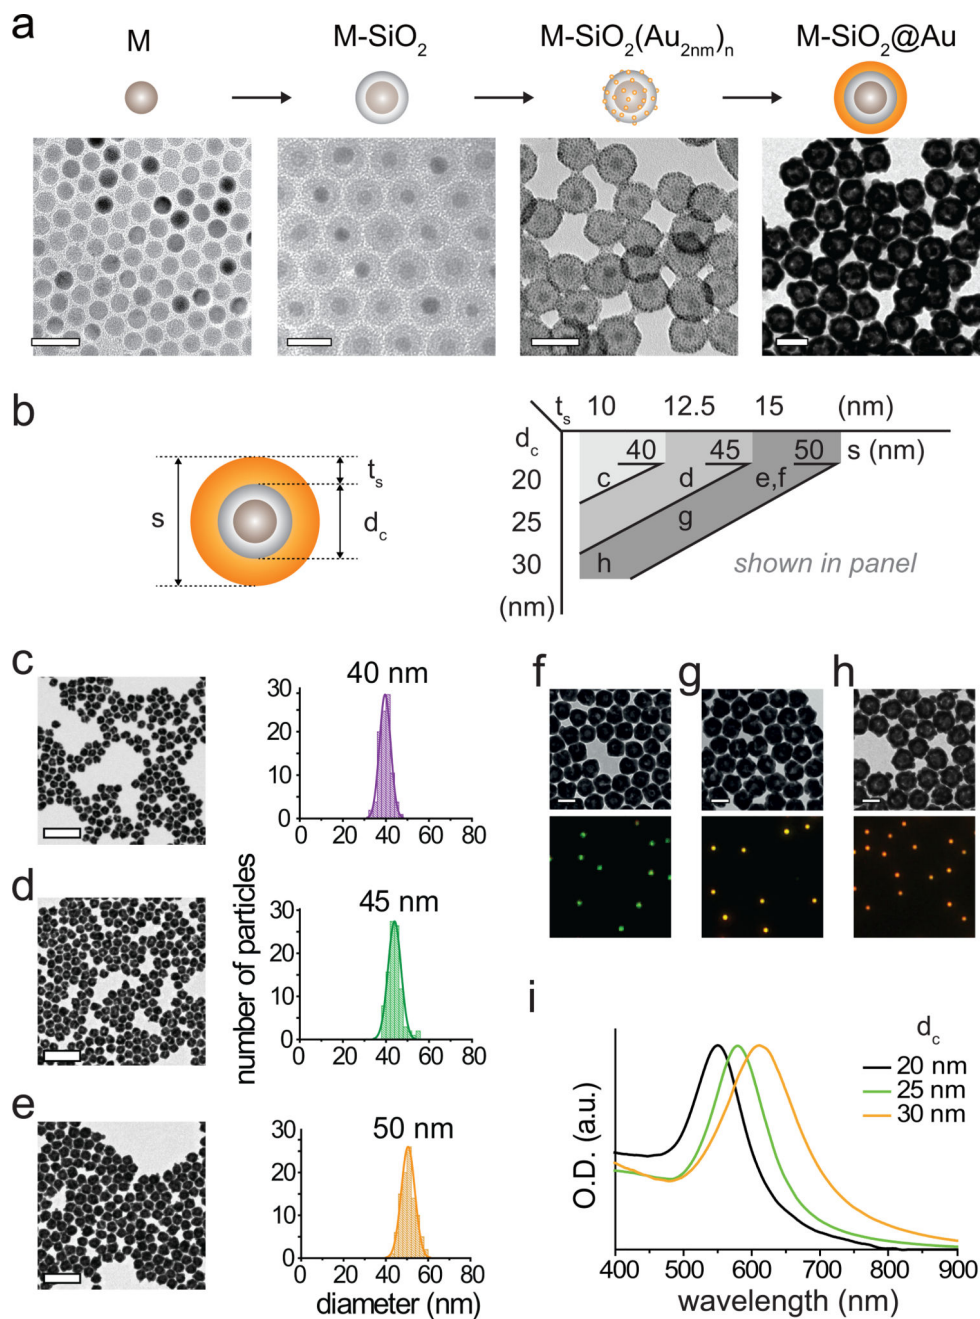 a
M
M-SiO₂
M-SiO₂(Au₂nm)ₙ
M-SiO₂@Au
b
s
tₛ
d꜀
tₛ 10 12.5 15 (nm)
d꜀
40 45 50 s (nm)
20 c d e,f
25 g
30 h shown in panel
(nm)
c
40 nm
30
20
10
0
0 20 40 60 80
d
45 nm
30
20
10
0
0 20 40 60 80
number of particles
e
50 nm
30
20
10
0
0 20 40 60 80
diameter (nm)
f
g
h
i
d꜀
20 nm
25 nm
30 nm
O.D. (a.u.)
400 500 600 700 800 900
wavelength (nm)